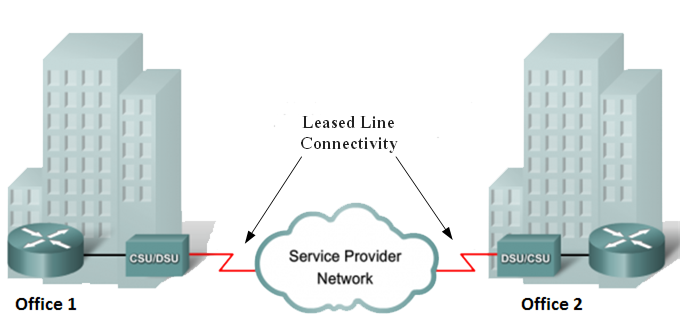 Leased Line
Connectivity
CSU/DSU
Service Provider
Network
DSU/CSU
Office 1
Office 2